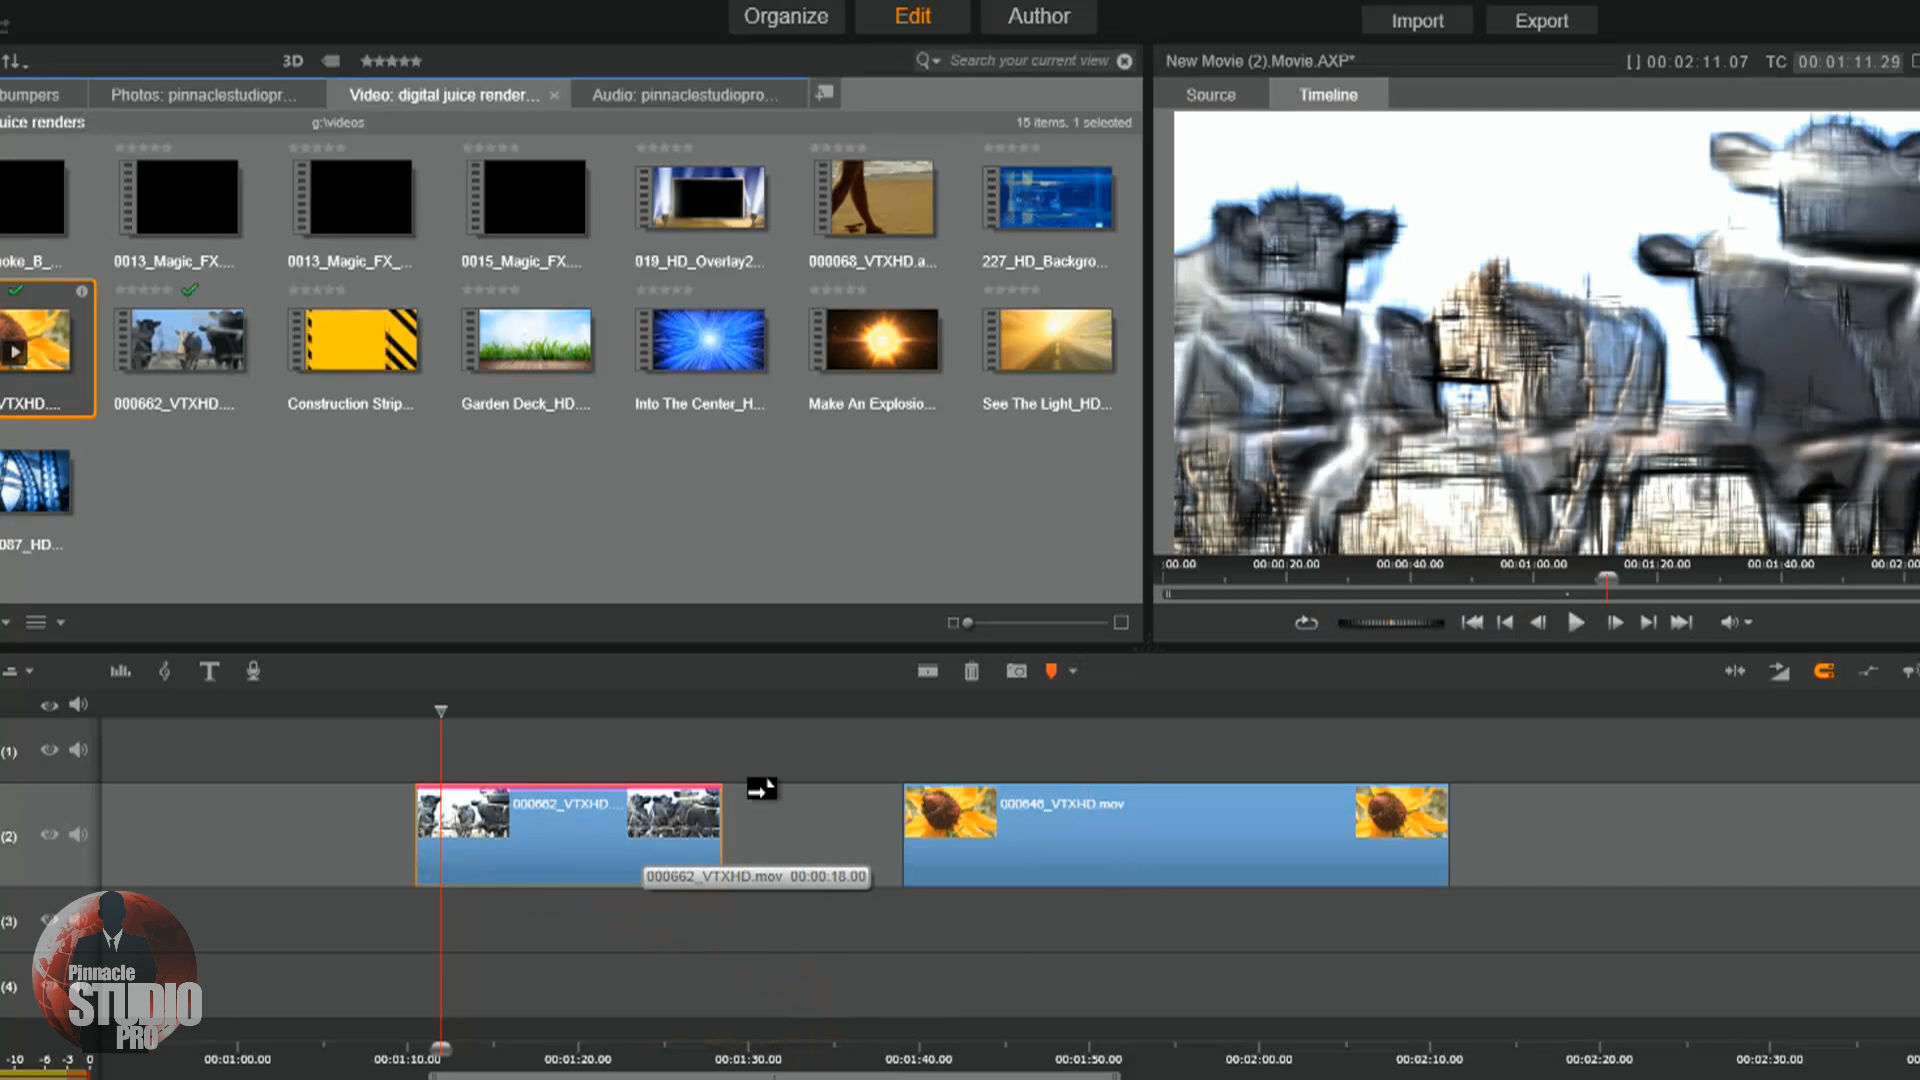 Organize Edit Author Import Export
3D Search your current view New Movie (2).Movie.AXP* [] 00:02:11.07 TC 00:01:11.29
bumpers Photos: pinnaclestudiopr... Video: digital juice render... Audio: pinnaclestudiopro... Source Timeline
uice renders g:\videos 15 items, 1 selected
oke_B_... 0013_Magic_FX.... 0013_Magic_FX_... 0015_Magic_FX.... 019_HD_Overlay2... 000068_VTXHD.a... 227_HD_Backgro...
VTXHD.... 000662_VTXHD.... Construction Strip... Garden Deck_HD.... Into The Center_H... Make An Explosio... See The Light_HD...
087_HD...
:00.00 00:00:20.00 00:00:40.00 00:01:00.00 00:01:20.00 00:01:40.00 00:02:00
(1)
000662_VTXHD.... 000646_VTXHD.mov
(2)
000662_VTXHD.mov 00:00:18.00
(3)
(4)
Pinnacle
STUDIO
PRO
-10 -6 -3 0 00:01:00.00 00:01:10.00 00:01:20.00 00:01:30.00 00:01:40.00 00:01:50.00 00:02:00.00 00:02:10.00 00:02:20.00 00:02:30.00 00:0